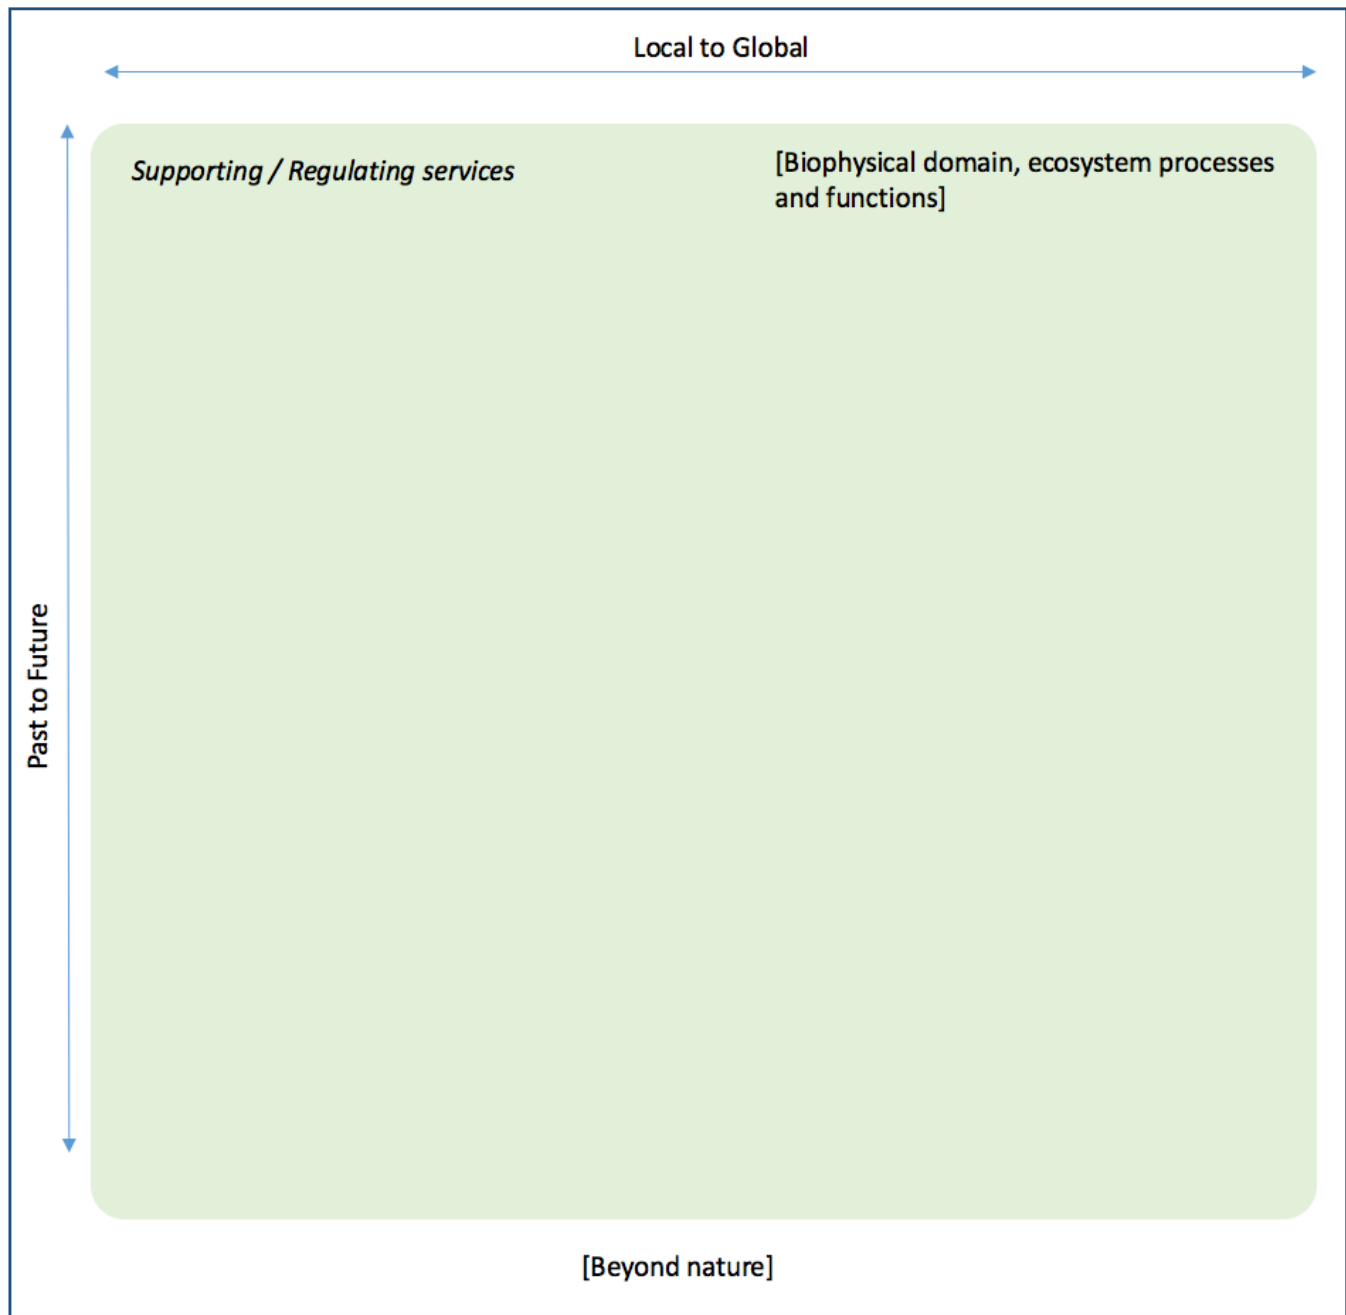 Local to Global
Supporting / Regulating services
[Biophysical domain, ecosystem processes
and functions]
Past to Future
[Beyond nature]